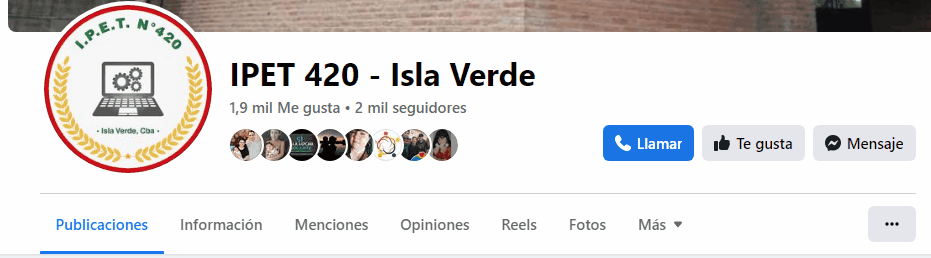 I.P.E.T. N°420
• Isla Verde, Cba •
IPET 420 - Isla Verde
1,9 mil Me gusta • 2 mil seguidores
Llamar
Te gusta
Mensaje
Publicaciones
Información
Menciones
Opiniones
Reels
Fotos
Más